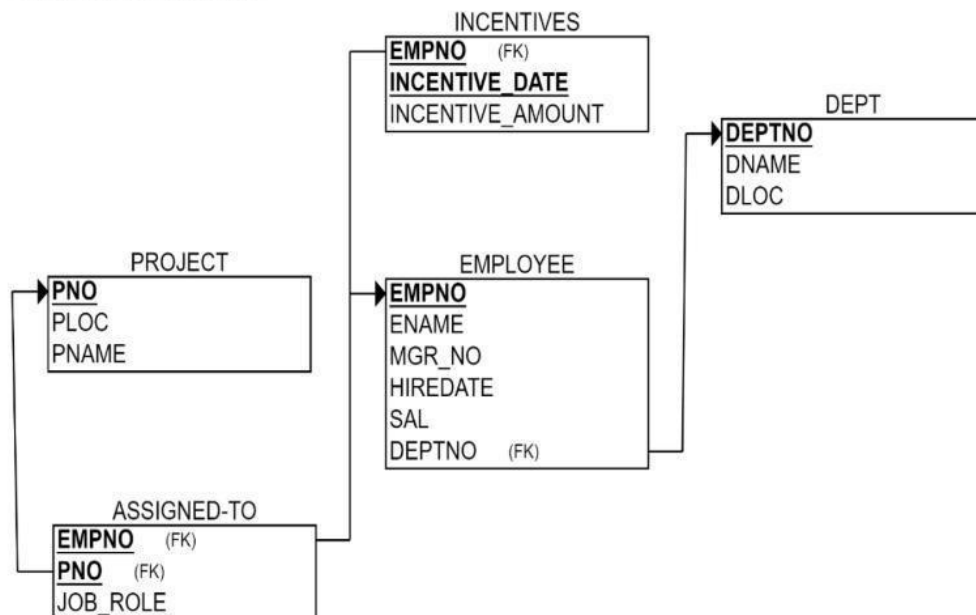 INCENTIVES
EMPNO (FK)
INCENTIVE_DATE
INCENTIVE_AMOUNT
DEPT
DEPTNO
DNAME
DLOC
PROJECT
PNO
PLOC
PNAME
EMPLOYEE
EMPNO
ENAME
MGR_NO
HIREDATE
SAL
DEPTNO (FK)
ASSIGNED-TO
EMPNO (FK)
PNO (FK)
JOB_ROLE